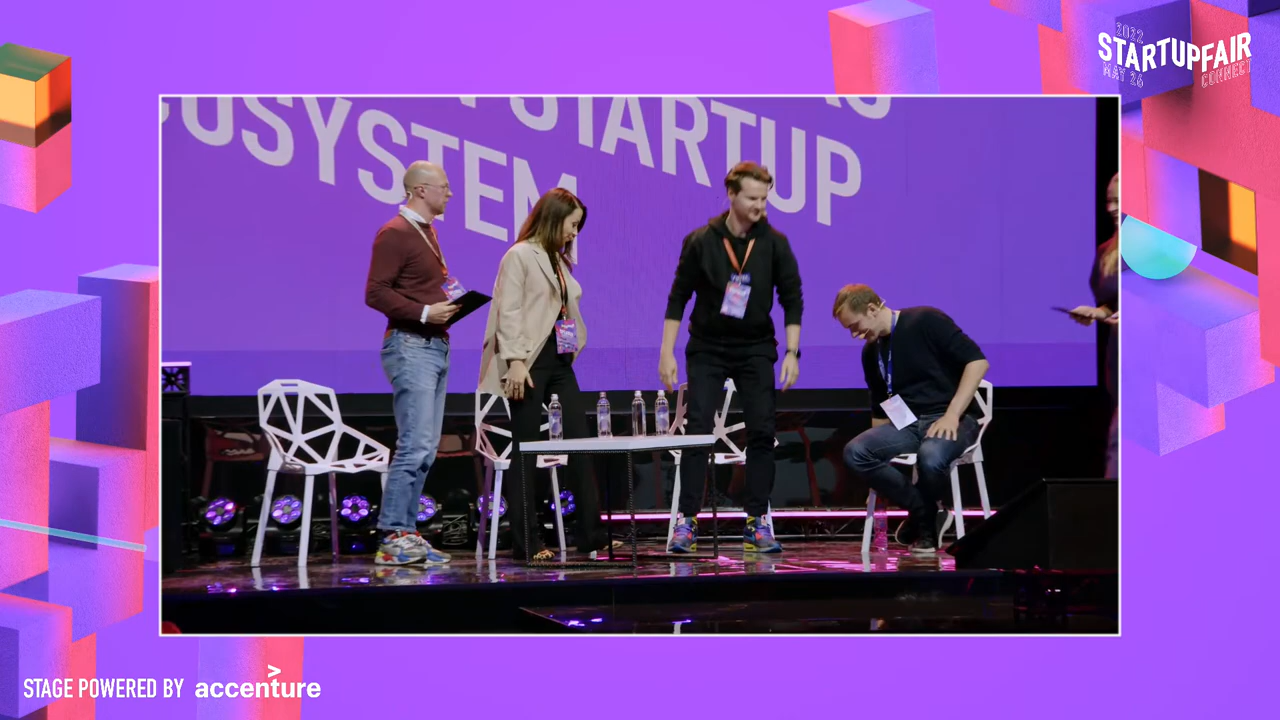 2022
STARTUPFAIR
MAY 26
CONNECT
STARTUP
STAGE POWERED BY accenture